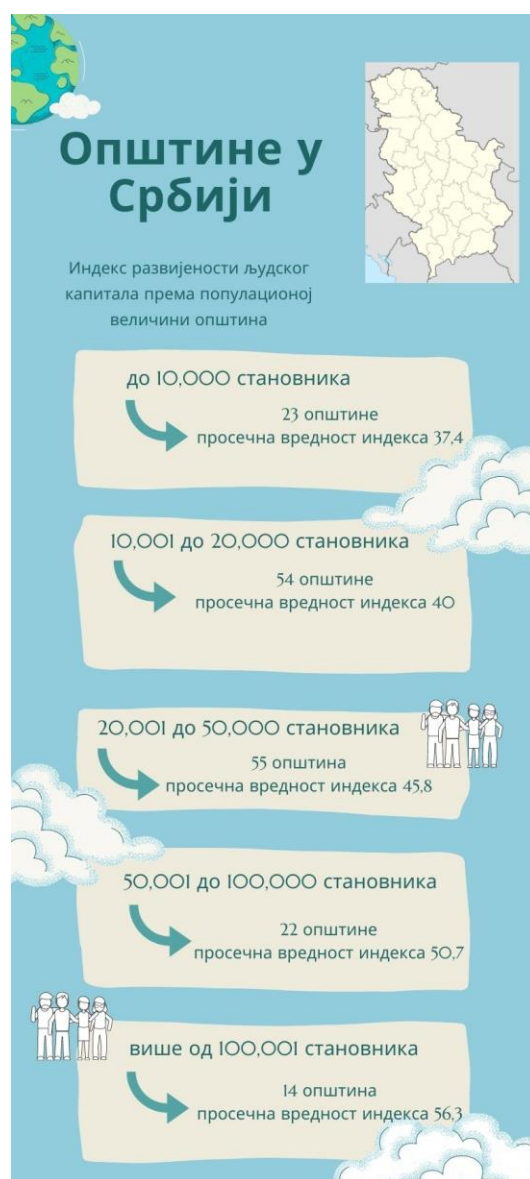 Општине у
Србији
Индекс развијености људског
капитала према популационој
величини општина
до 10,000 становника
23 општине
просечна вредност индекса 37,4
10,001 до 20,000 становника
54 општине
просечна вредност индекса 40
20,001 до 50,000 становника
55 општина
просечна вредност индекса 45,8
50,001 до 100,000 становника
22 општине
просечна вредност индекса 50,7
више од 100,001 становника
14 општина
просечна вредност индекса 56,3